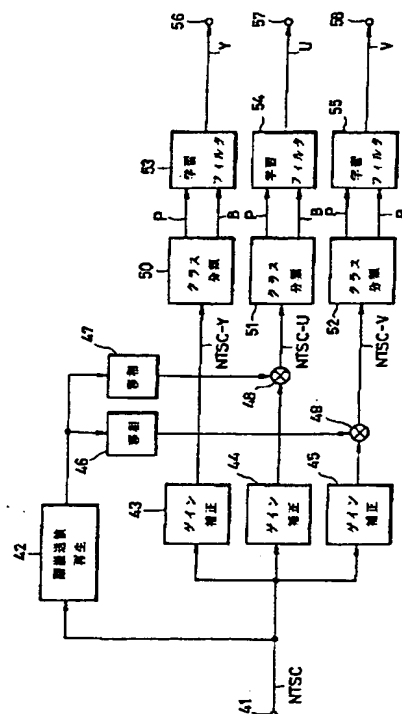 41
NTSC
42
副搬送波
再生
46
移相
47
移相
43
ゲイン
補正
44
ゲイン
補正
45
ゲイン
補正
48
NTSC-Y
NTSC-U
NTSC-V
50
クラス
分類
51
クラス
分類
52
クラス
分類
P
B
P
B
P
B
53
学習
フィルタ
54
学習
フィルタ
55
学習
フィルタ
Y
56
U
57
V
58